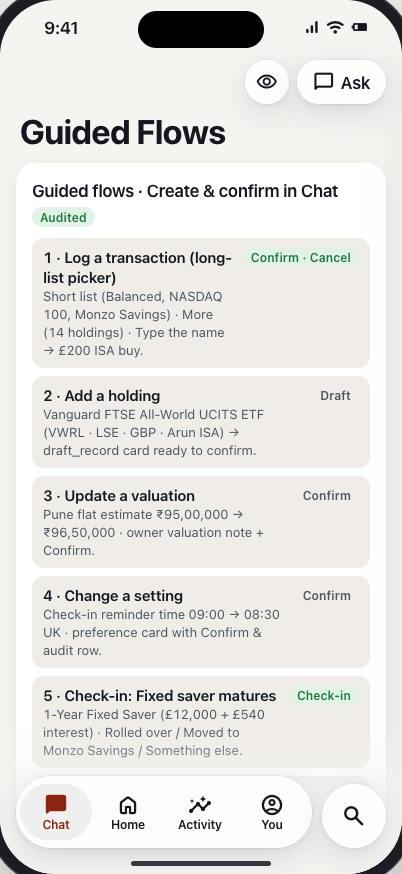 9:41
Ask
Guided Flows
Guided flows · Create & confirm in Chat
Audited
1 · Log a transaction (long-
list picker)
Confirm · Cancel
Short list (Balanced, NASDAQ
100, Monzo Savings) · More
(14 holdings) · Type the name
→ £200 ISA buy.
2 · Add a holding
Draft
Vanguard FTSE All-World UCITS ETF
(VWRL · LSE · GBP · Arun ISA) →
draft_record card ready to confirm.
3 · Update a valuation
Confirm
Pune flat estimate ₹95,00,000 →
₹96,50,000 · owner valuation note +
Confirm.
4 · Change a setting
Confirm
Check-in reminder time 09:00 → 08:30
UK · preference card with Confirm &
audit row.
5 · Check-in: Fixed saver matures
Check-in
1-Year Fixed Saver (£12,000 + £540
interest) · Rolled over / Moved to
Monzo Savings / Something else.
Chat
Home
Activity
You